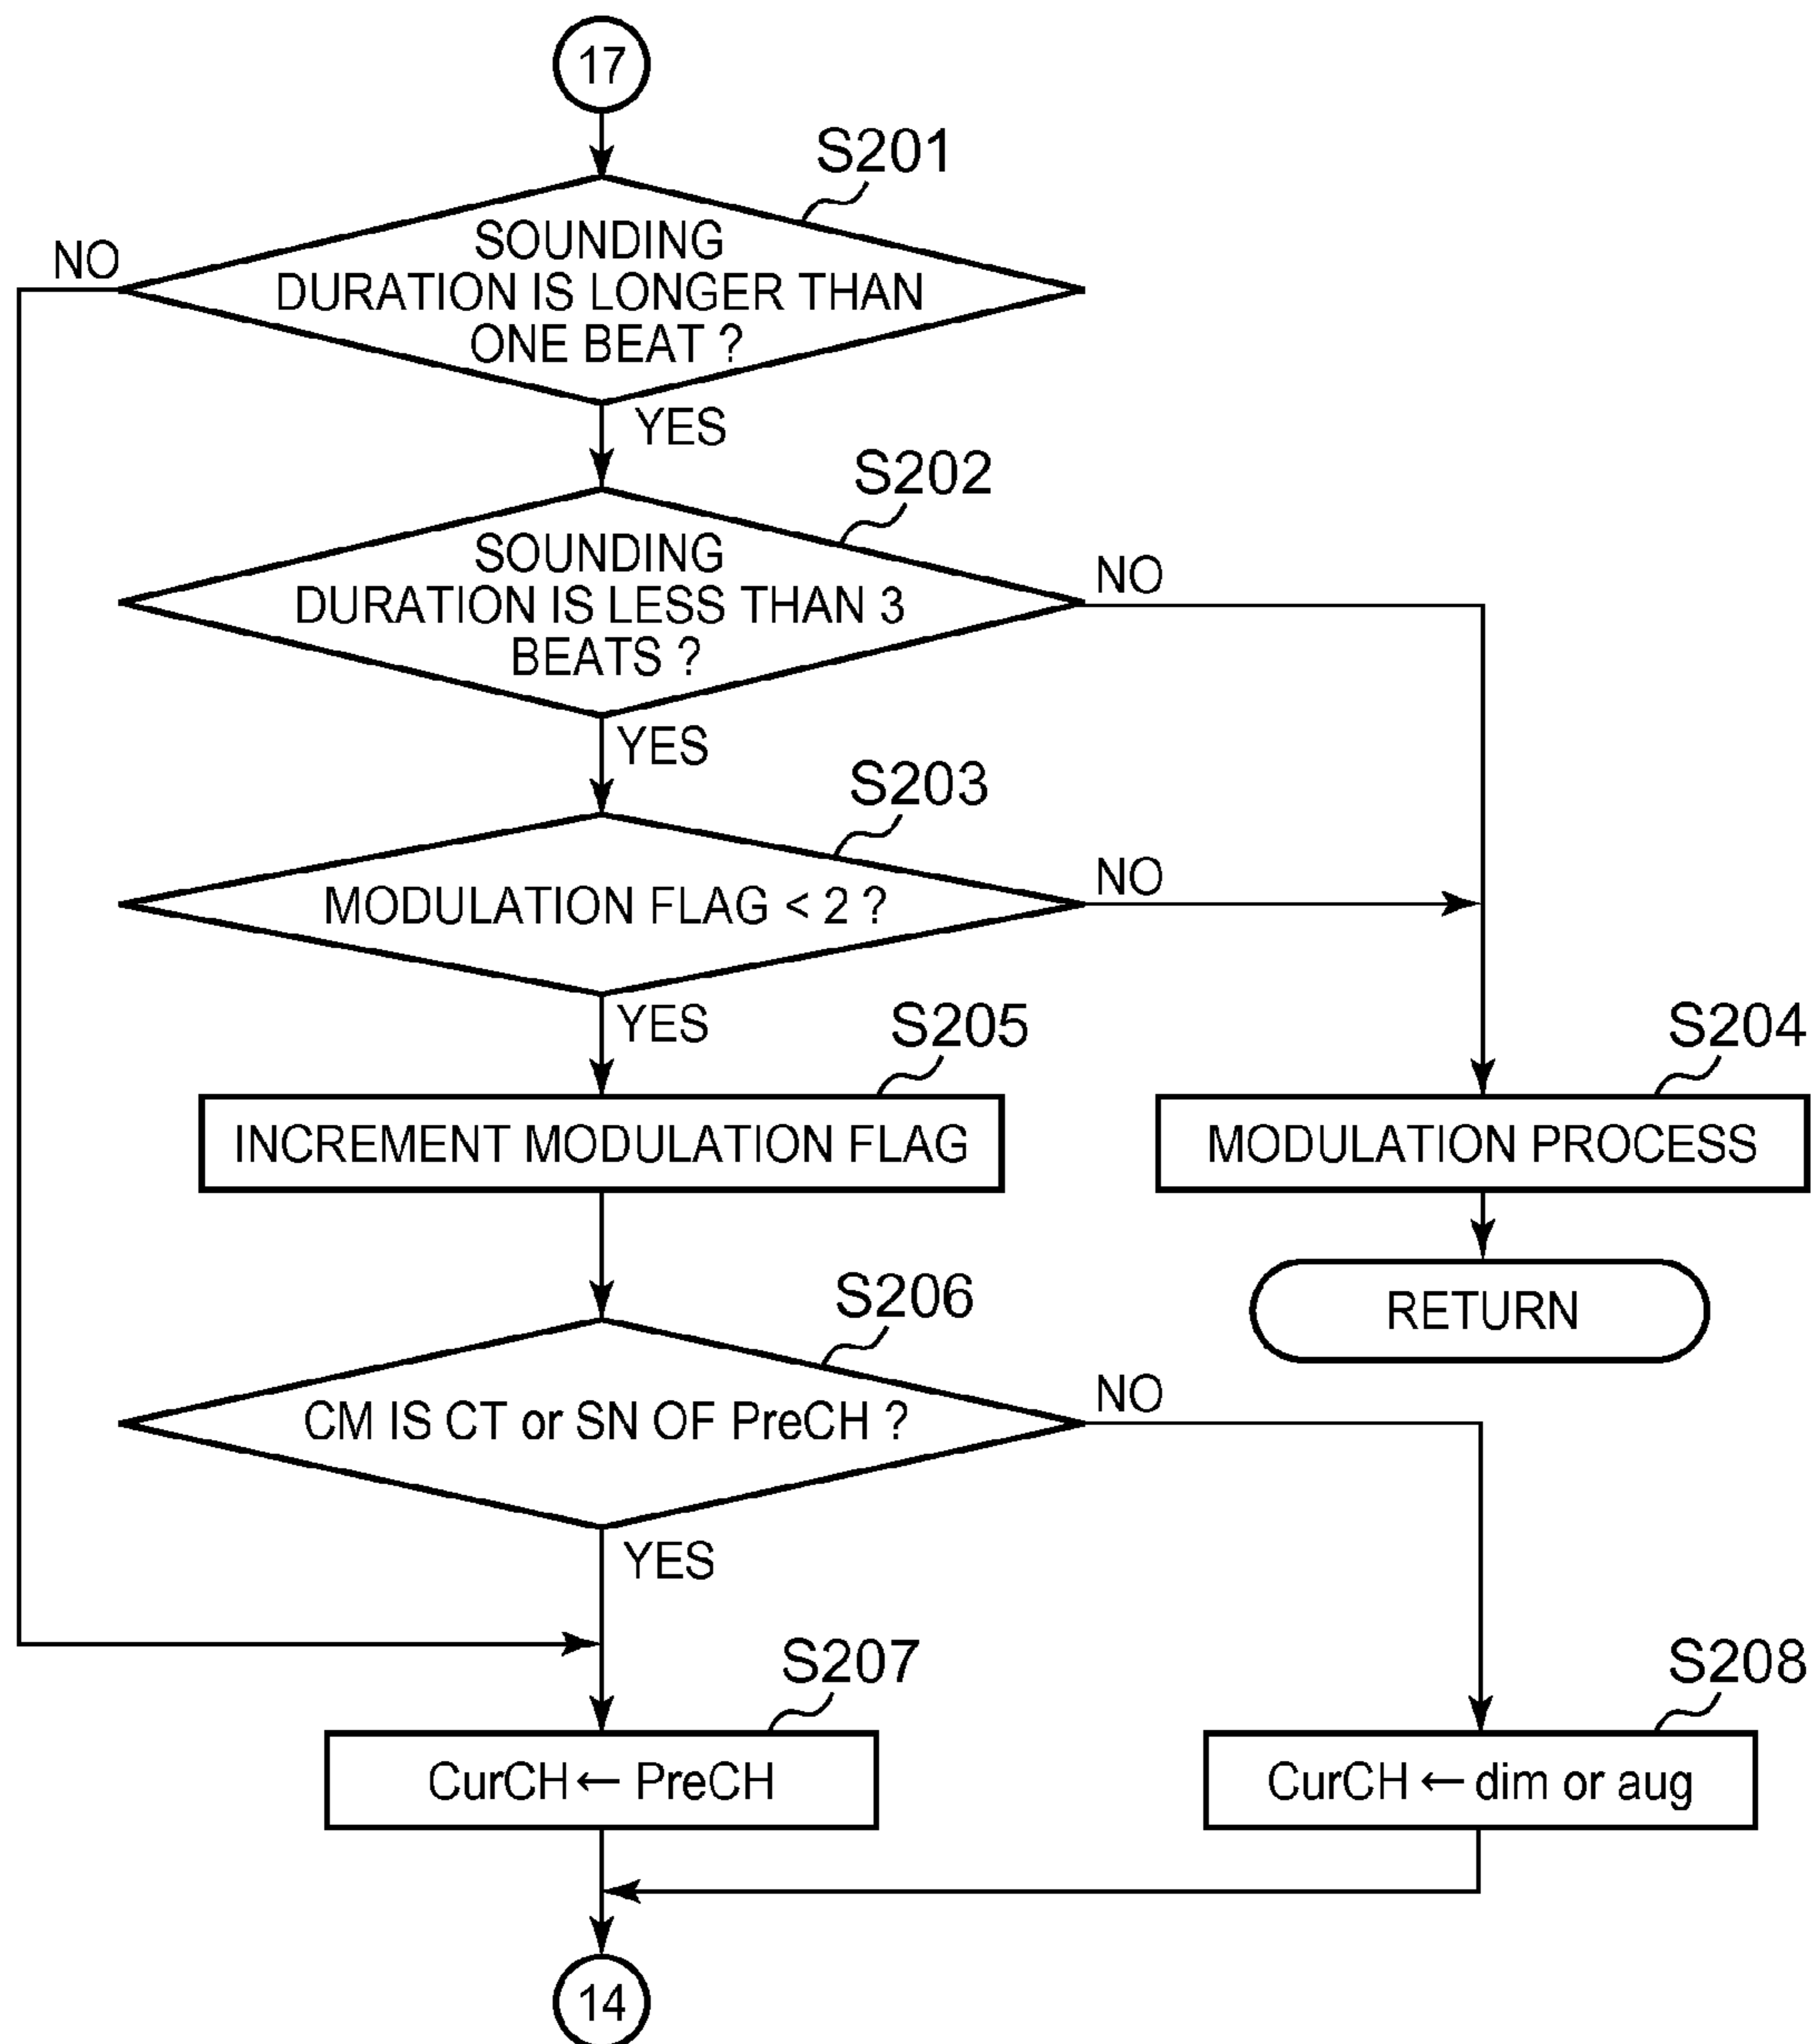 17
S201
SOUNDING
DURATION IS LONGER THAN
ONE BEAT ?
NO
YES
S202
SOUNDING
DURATION IS LESS THAN 3
BEATS ?
NO
YES
S203
MODULATION FLAG < 2 ?
NO
YES
S205
INCREMENT MODULATION FLAG
S204
MODULATION PROCESS
RETURN
S206
CM IS CT or SN OF PreCH ?
NO
YES
S207
CurCH ← PreCH
S208
CurCH ← dim or aug
14